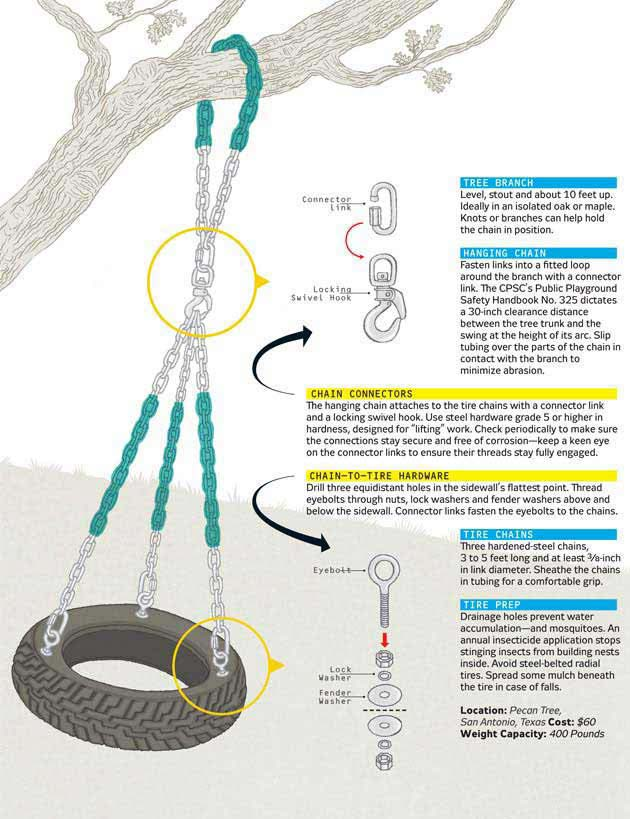 Connector
Link
Locking
Swivel Hook
TREE BRANCH
Level, stout and about 10 feet up.
Ideally in an isolated oak or maple.
Knots or branches can help hold
the chain in position.
HANGING CHAIN
Fasten links into a fitted loop
around the branch with a connector
link. The CPSC's Public Playground
Safety Handbook No. 325 dictates
a 30-inch clearance distance
between the tree trunk and the
swing at the height of its arc. Slip
tubing over the parts of the chain in
contact with the branch to
minimize abrasion.
CHAIN CONNECTORS
The hanging chain attaches to the tire chains with a connector link
and a locking swivel hook. Use steel hardware grade 5 or higher in
hardness, designed for "lifting" work. Check periodically to make sure
the connections stay secure and free of corrosion—keep a keen eye
on the connector links to ensure their threads stay fully engaged.
CHAIN-TO-TIRE HARDWARE
Drill three equidistant holes in the sidewall's flattest point. Thread
eyebolts through nuts, lock washers and fender washers above and
below the sidewall. Connector links fasten the eyebolts to the chains.
Eyebolt
Lock
Washer
Fender
Washer
TIRE CHAINS
Three hardened-steel chains,
3 to 5 feet long and at least ⅜-inch
in link diameter. Sheathe the chains
in tubing for a comfortable grip.
TIRE PREP
Drainage holes prevent water
accumulation—and mosquitoes. An
annual insecticide application stops
stinging insects from building nests
inside. Avoid steel-belted radial
tires. Spread some mulch beneath
the tire in case of falls.
Location: Pecan Tree,
San Antonio, Texas Cost: $60
Weight Capacity: 400 Pounds